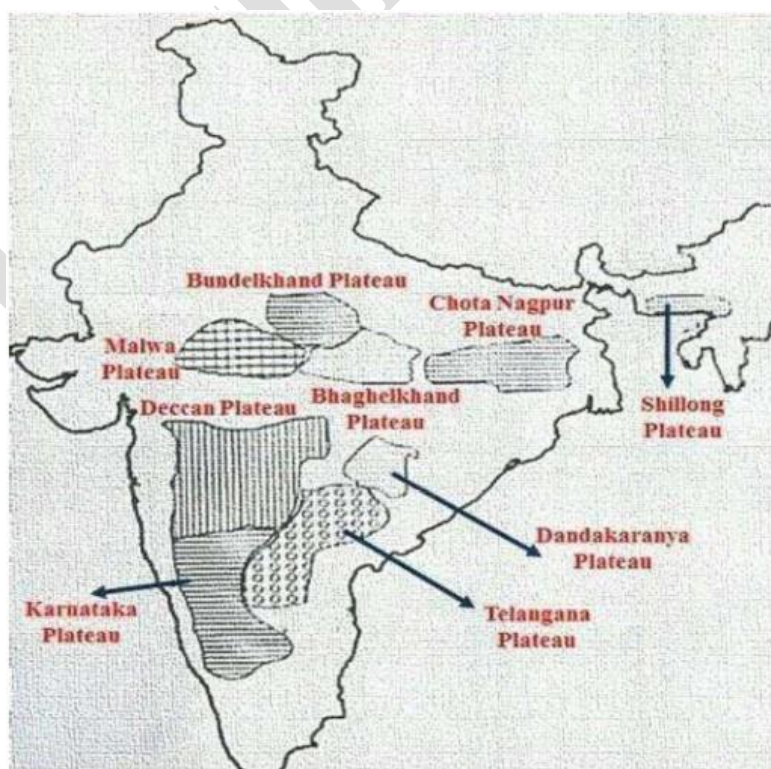 Bundelkhand Plateau
Chota Nagpur
Plateau
Malwa
Plateau
Bhaghelkhand
Plateau
Deccan Plateau
Shillong
Plateau
Dandakaranya
Plateau
Karnataka
Plateau
Telangana
Plateau